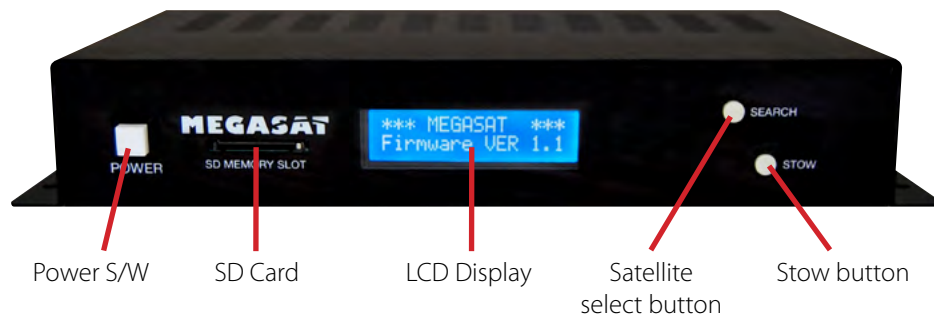 MEGASAT
SD MEMORY SLOT
POWER
*** MEGASAT ***
Firmware VER 1.1
SEARCH
STOW
Power S/W
SD Card
LCD Display
Satellite
select button
Stow button